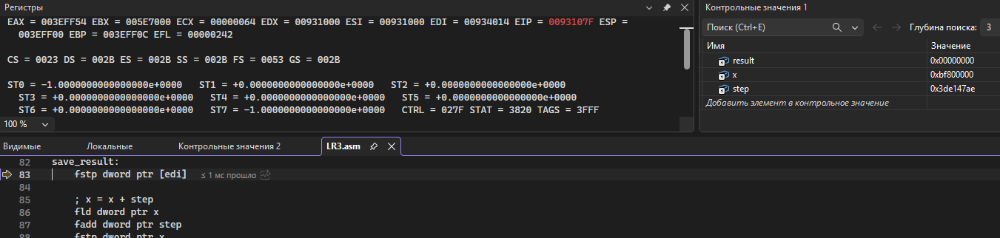 Регистры
EAX = 003EFF54 EBX = 005E7000 ECX = 00000064 EDX = 00931000 ESI = 00931000 EDI = 00934014 EIP = 0093107F ESP =
003EFF00 EBP = 003EFF0C EFL = 00000242
CS = 0023 DS = 002B ES = 002B SS = 002B FS = 0053 GS = 002B
ST0 = -1.0000000000000000e+0000 ST1 = +0.0000000000000000e+0000 ST2 = +0.0000000000000000e+0000
ST3 = +0.0000000000000000e+0000 ST4 = +0.0000000000000000e+0000 ST5 = +0.0000000000000000e+0000
ST6 = +0.0000000000000000e+0000 ST7 = -1.0000000000000000e+0000 CTRL = 027F STAT = 3820 TAGS = 3FFF
100 %
Контрольные значения 1
Поиск (Ctrl+E) Глубина поиска: 3
Имя Значение
result 0x00000000
x 0xbf800000
step 0x3de147ae
Добавить элемент в контрольное значение
Видимые Локальные Контрольные значения 2 LR3.asm
82 save_result:
83 fstp dword ptr [edi] ≤ 1 мс прошло
84
85 ; x = x + step
86 fld dword ptr x
87 fadd dword ptr step
88 fstp dword ptr x